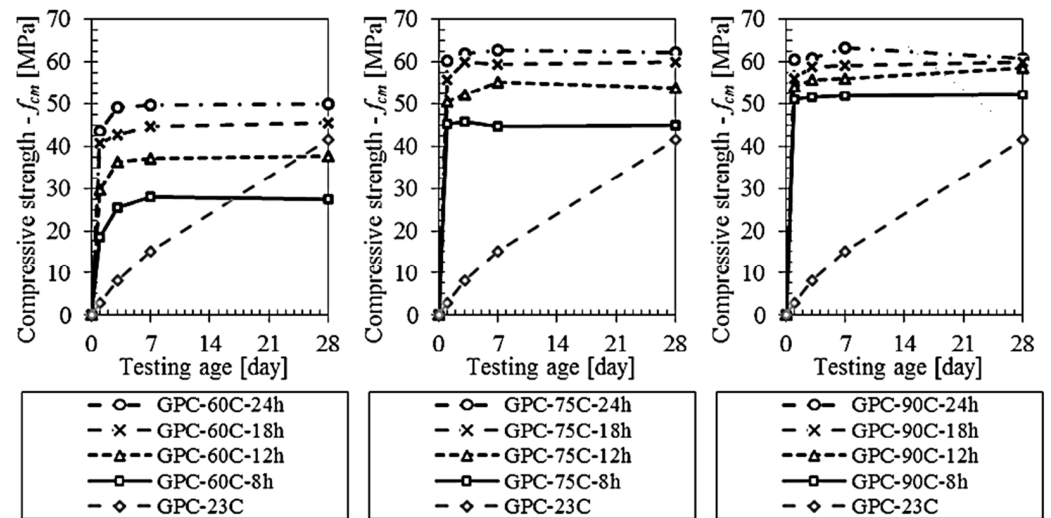 Compressive strength - fcm [MPa]
70
60
50
40
30
20
10
0
0 7 14 21 28
Testing age [day]
GPC-60C-24h
GPC-60C-18h
GPC-60C-12h
GPC-60C-8h
GPC-23C
Compressive strength - fcm [MPa]
70
60
50
40
30
20
10
0
0 7 14 21 28
Testing age [day]
GPC-75C-24h
GPC-75C-18h
GPC-75C-12h
GPC-75C-8h
GPC-23C
Compressive strength - fcm [MPa]
70
60
50
40
30
20
10
0
0 7 14 21 28
Testing age [day]
GPC-90C-24h
GPC-90C-18h
GPC-90C-12h
GPC-90C-8h
GPC-23C